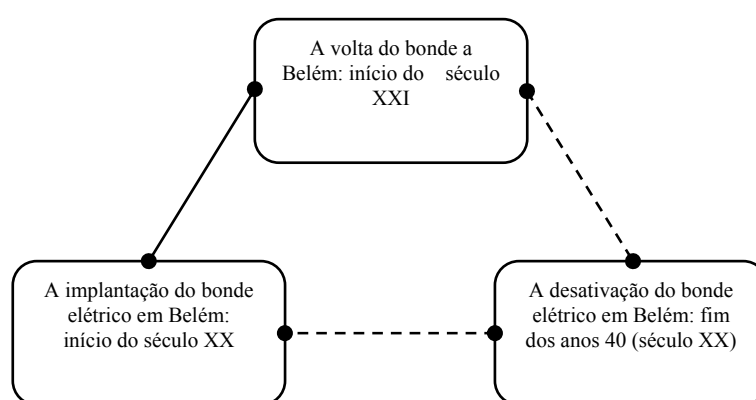 A volta do bonde a
Belém: início do século
XXI
A implantação do bonde
elétrico em Belém:
início do século XX
A desativação do bonde
elétrico em Belém: fim
dos anos 40 (século XX)